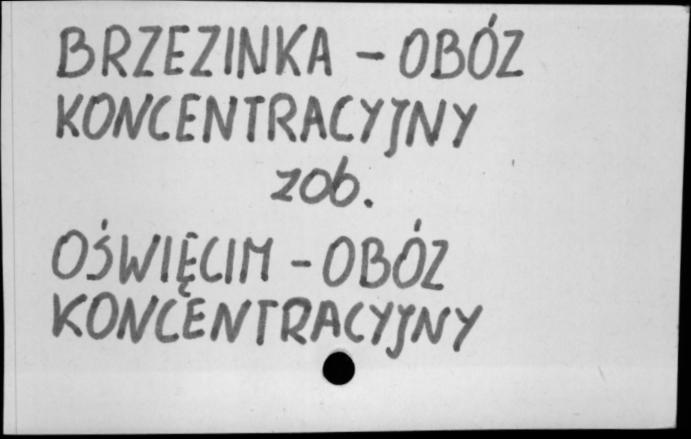 BRZEZINKA – OBÓZ
KONCENTRACYJNY
zob.
OŚWIĘCIM – OBÓZ
KONCENTRACYJNY